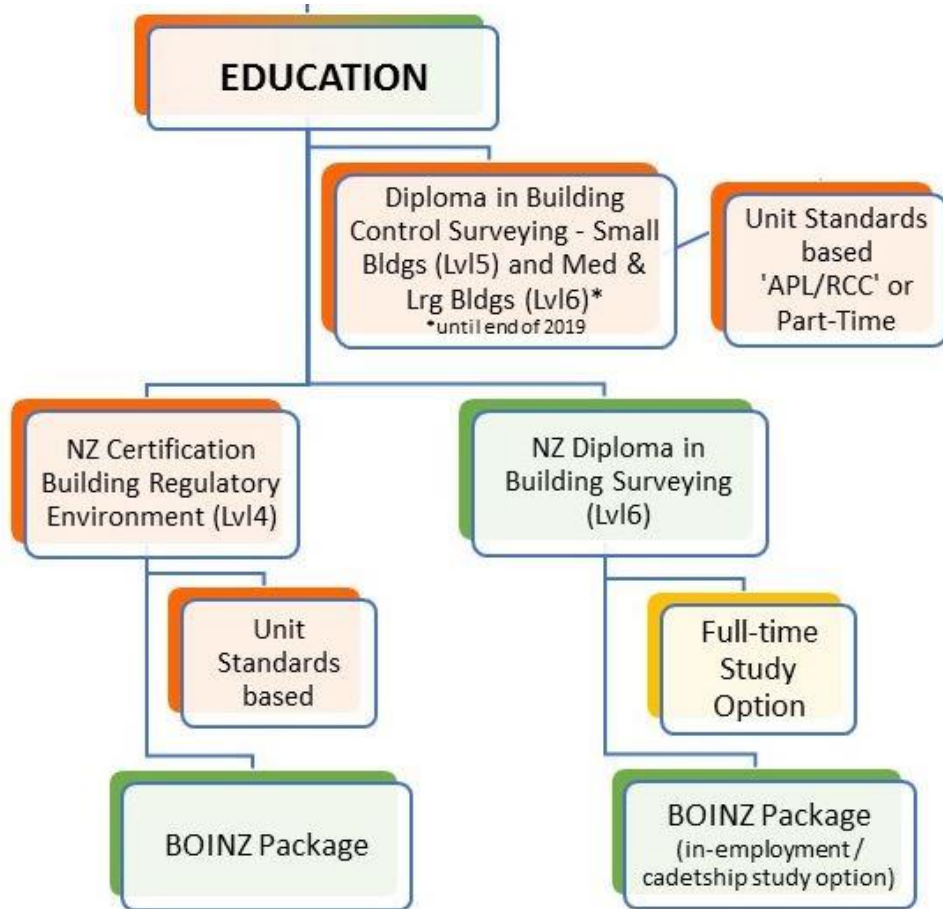 EDUCATION
Diploma in Building
Control Surveying - Small
Bldgs (Lvl5) and Med &
Lrg Bldgs (Lvl6)*
*until end of 2019
Unit Standards
based
'APL/RCC' or
Part-Time
NZ Certification
Building Regulatory
Environment (Lvl4)
NZ Diploma in
Building Surveying
(Lvl6)
Unit
Standards
based
Full-time
Study
Option
BOINZ Package
BOINZ Package
(in-employment /
cadetship study option)